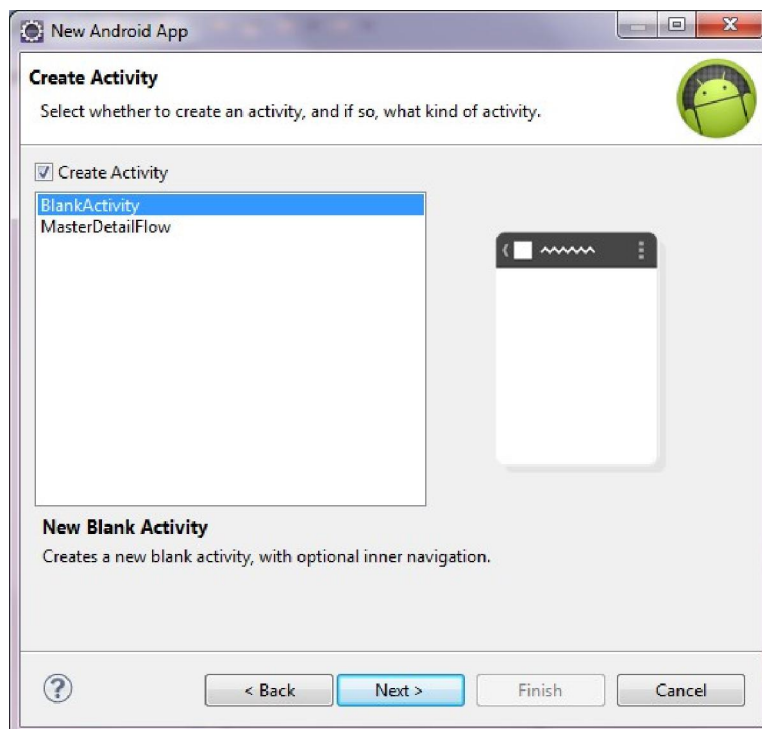 New Android App
Create Activity
Select whether to create an activity, and if so, what kind of activity.
Create Activity
BlankActivity
MasterDetailFlow
New Blank Activity
Creates a new blank activity, with optional inner navigation.
?
< Back
Next >
Finish
Cancel